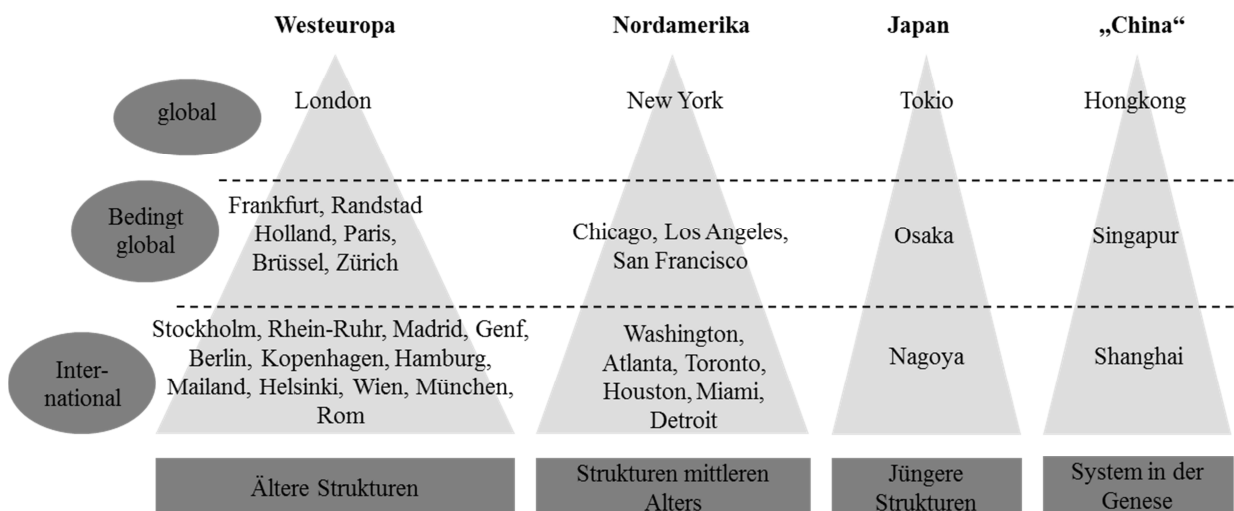 Westeuropa
Nordamerika
Japan
„China“
global
London
New York
Tokio
Hongkong
Bedingt
global
Frankfurt, Randstad
Holland, Paris,
Brüssel, Zürich
Chicago, Los Angeles,
San Francisco
Osaka
Singapur
Inter-
national
Stockholm, Rhein-Ruhr, Madrid, Genf,
Berlin, Kopenhagen, Hamburg,
Mailand, Helsinki, Wien, München,
Rom
Washington,
Atlanta, Toronto,
Houston, Miami,
Detroit
Nagoya
Shanghai
Ältere Strukturen
Strukturen mittleren
Alters
Jüngere
Strukturen
System in der
Genese